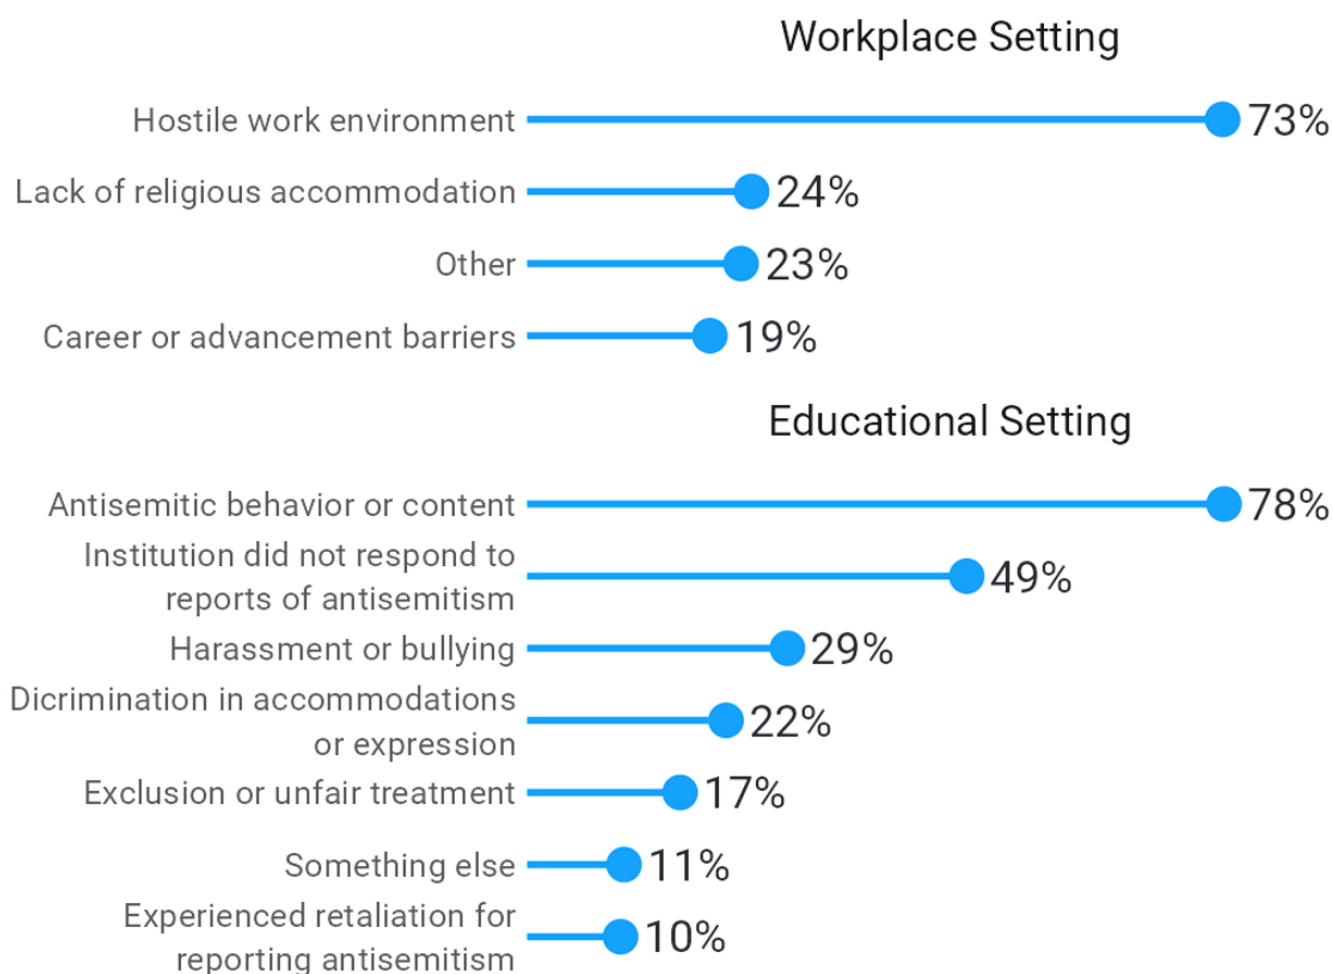 Workplace Setting
Hostile work environment 73%
Lack of religious accommodation 24%
Other 23%
Career or advancement barriers 19%
Educational Setting
Antisemitic behavior or content 78%
Institution did not respond to
reports of antisemitism 49%
Harassment or bullying 29%
Dicrimination in accommodations
or expression 22%
Exclusion or unfair treatment 17%
Something else 11%
Experienced retaliation for
reporting antisemitism 10%